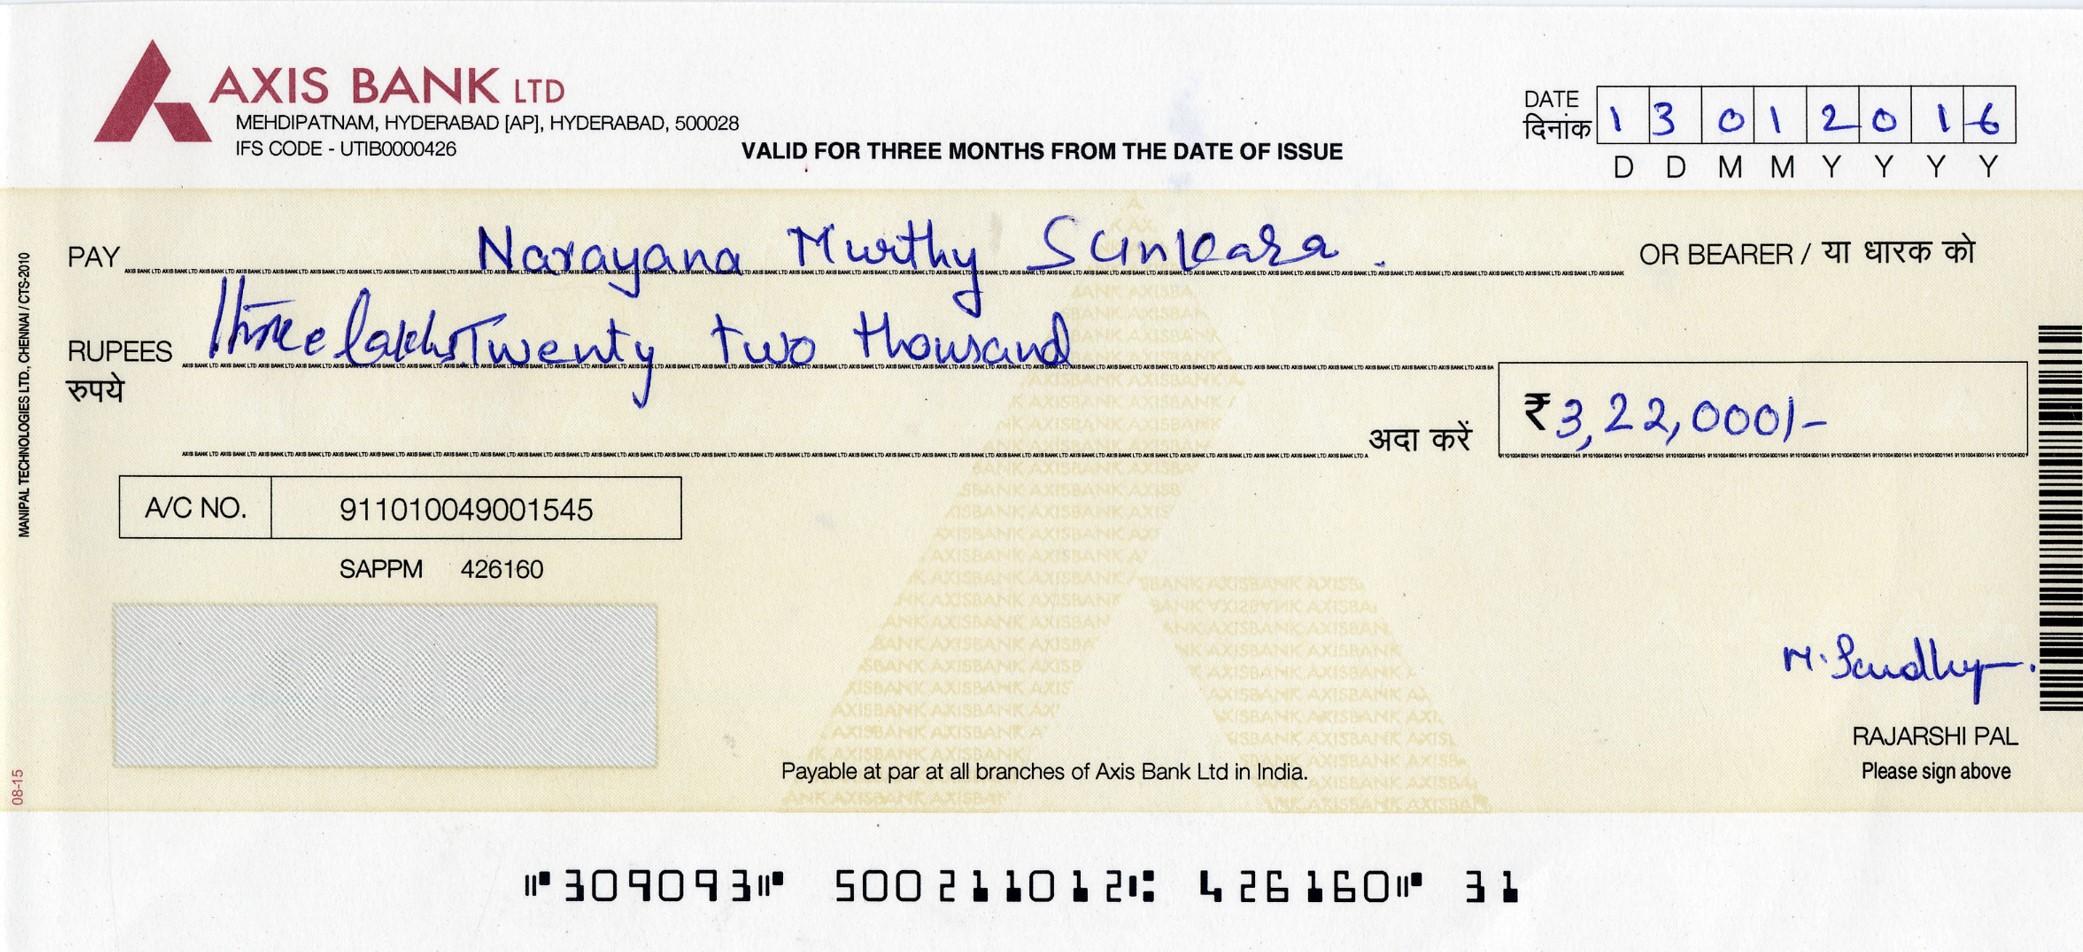 AXIS BANK LTD
MEHDIPATNAM, HYDERABAD [AP], HYDERABAD, 500028
IFS CODE - UTIB0000426
VALID FOR THREE MONTHS FROM THE DATE OF ISSUE
DATE
दिनांक
1 3 0 1 2 0 1 6
D D M M Y Y Y Y
PAY Narayana Murthy Sunkara. OR BEARER / या धारक को
RUPEES Three lakhs Twenty two thousand
रुपये
अदा करें ₹ 3,22,000/-
A/C NO. 911010049001545
SAPPM 426160
VOID
M. Sandhya.
RAJARSHI PAL
Please sign above
Payable at par at all branches of Axis Bank Ltd in India.
MANIPAL TECHNOLOGIES LTD., CHENNAI / CTS-2010
08-15
⑈309093⑈ 500211012⑆ 426160⑈ 31